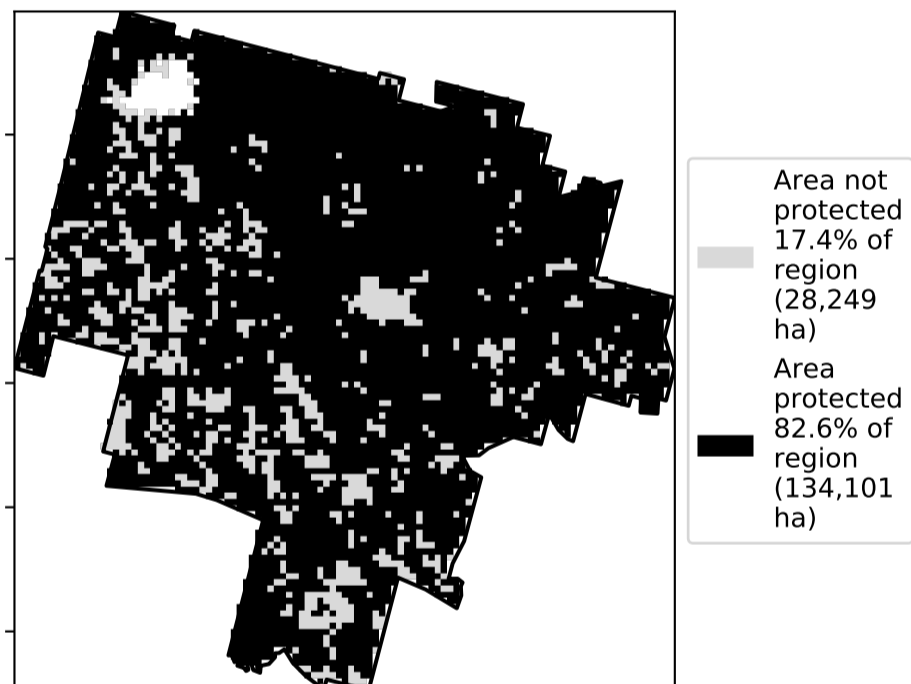 Area not
protected
17.4% of
region
(28,249
ha)
Area
protected
82.6% of
region
(134,101
ha)